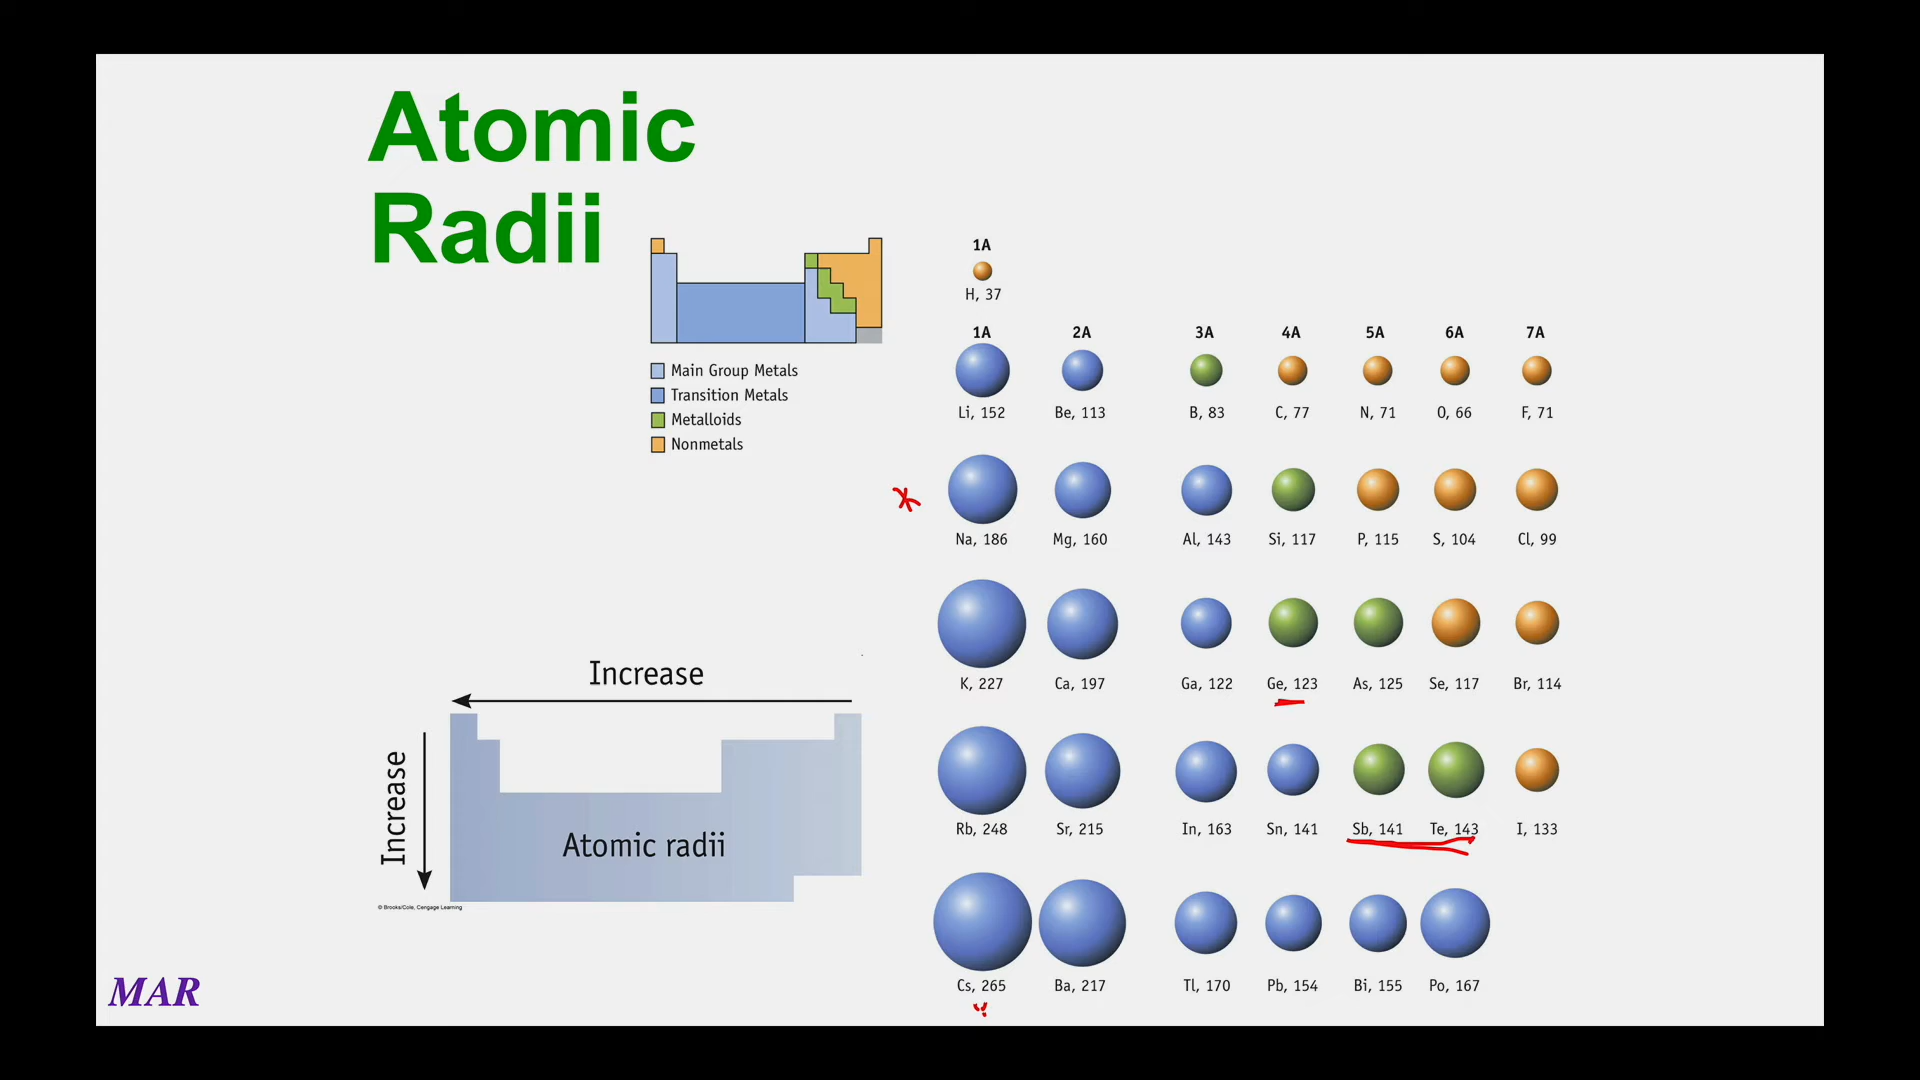 Atomic
Radii
Main Group Metals
Transition Metals
Metalloids
Nonmetals
1A
H, 37
1A 2A 3A 4A 5A 6A 7A
Li, 152 Be, 113 B, 83 C, 77 N, 71 O, 66 F, 71
Na, 186 Mg, 160 Al, 143 Si, 117 P, 115 S, 104 Cl, 99
K, 227 Ca, 197 Ga, 122 Ge, 123 As, 125 Se, 117 Br, 114
Rb, 248 Sr, 215 In, 163 Sn, 141 Sb, 141 Te, 143 I, 133
Cs, 265 Ba, 217 Tl, 170 Pb, 154 Bi, 155 Po, 167
Increase
Increase
Atomic radii
© Brooks/Cole, Cengage Learning
MAR